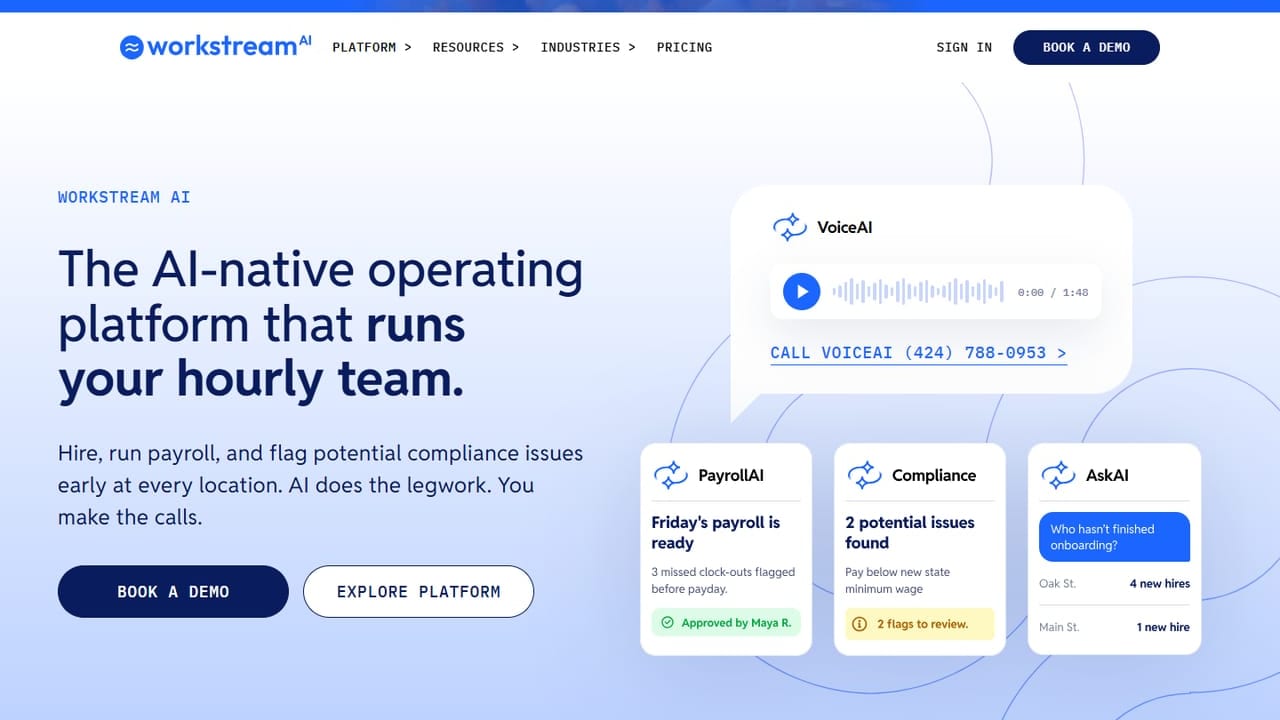 workstream AI
PLATFORM >
RESOURCES >
INDUSTRIES >
PRICING
SIGN IN
BOOK A DEMO
WORKSTREAM AI
The AI-native operating
platform that runs
your hourly team.
Hire, run payroll, and flag potential compliance issues
early at every location. AI does the legwork. You
make the calls.
BOOK A DEMO
EXPLORE PLATFORM
VoiceAI
0:00 / 1:48
CALL VOICEAI (424) 788-0953 >
PayrollAI
Friday's payroll is
ready
3 missed clock-outs flagged
before payday.
Approved by Maya R.
Compliance
2 potential issues
found
Pay below new state
minimum wage
2 flags to review.
AskAI
Who hasn't finished
onboarding?
Oak St. 4 new hires
Main St. 1 new hire